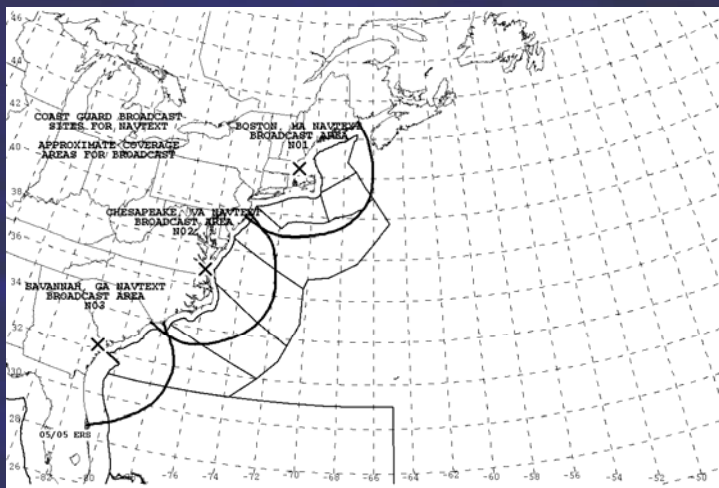 46
44
42
40
38
36
34
32
30
28
26
COAST GUARD BROADCAST
SITES FOR NAVTEXT
APPROXIMATE COVERAGE
AREAS FOR BROADCAST
BOSTON, MA NAVTEXT
BROADCAST AREA
N01
CHESAPEAKE, VA NAVTEXT
BROADCAST AREA
N02
SAVANNAH, GA NAVTEXT
BROADCAST AREA
N03
05/05 ERS
-82 -80 -76 -74 -72 -70 -68 -66 -64 -62 -60 -58 -56 -54 -52 -50